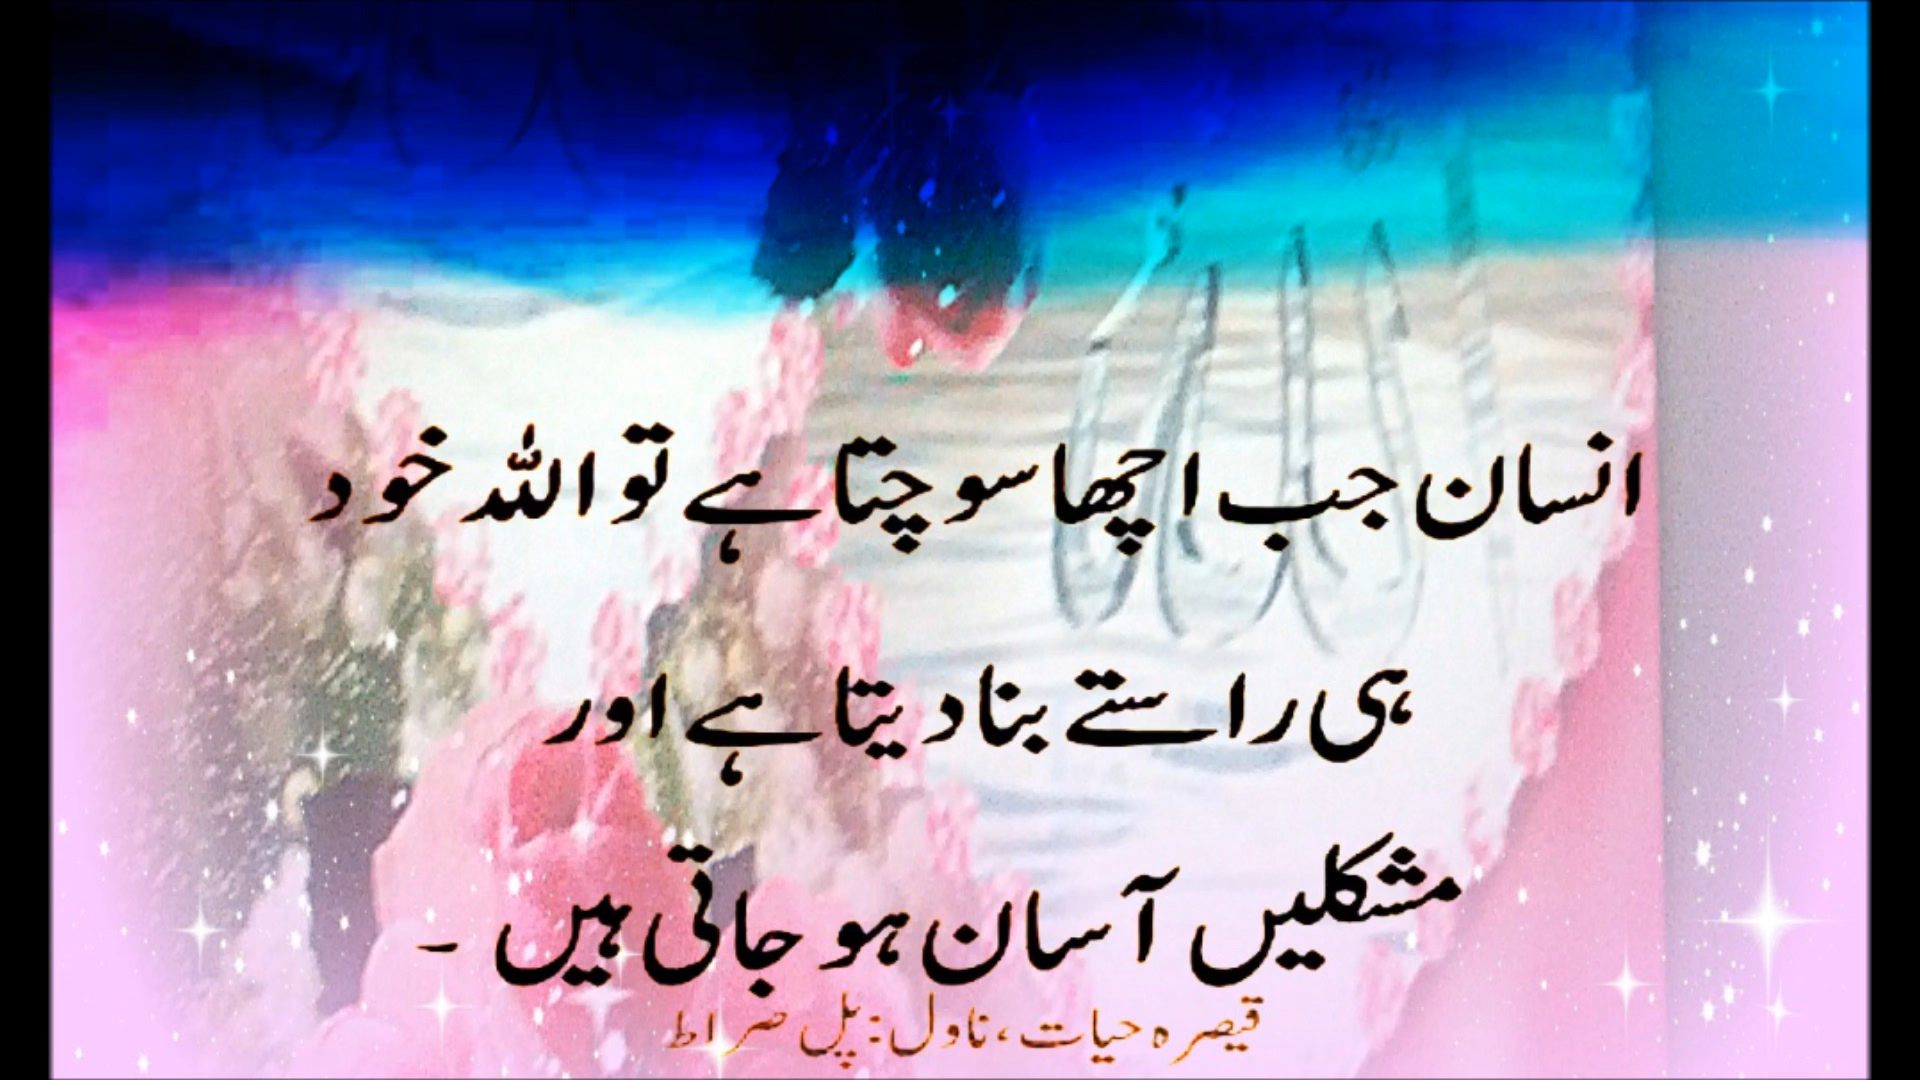 انسان جب اچھا سوچتا ہے تو اللہ خود
ہی راستے بنا دیتا ہے اور
مشکلیں آسان ہو جاتی ہیں ۔
قیصرہ حیات، ناول: پل صراط